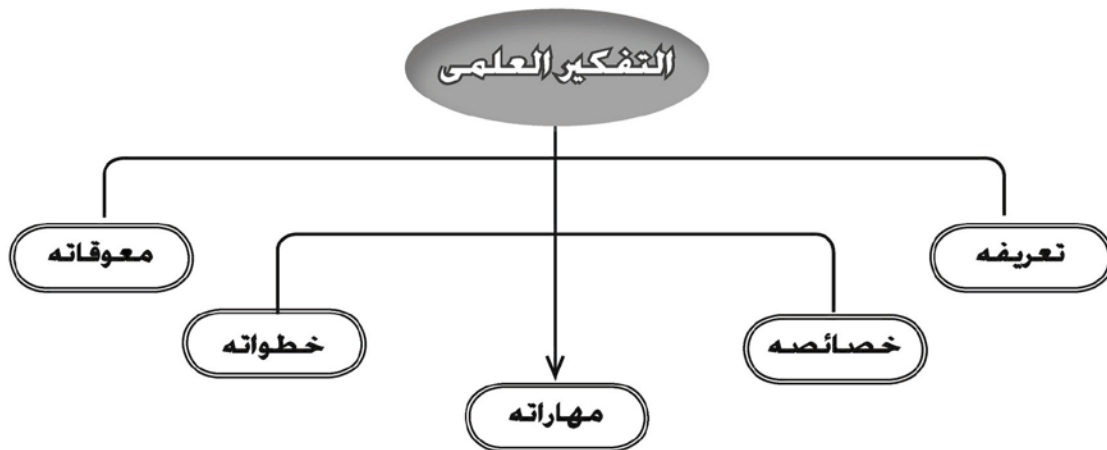 التفكير العلمى
تعريفه
معوقاته
خصائصه
خطواته
مهاراته